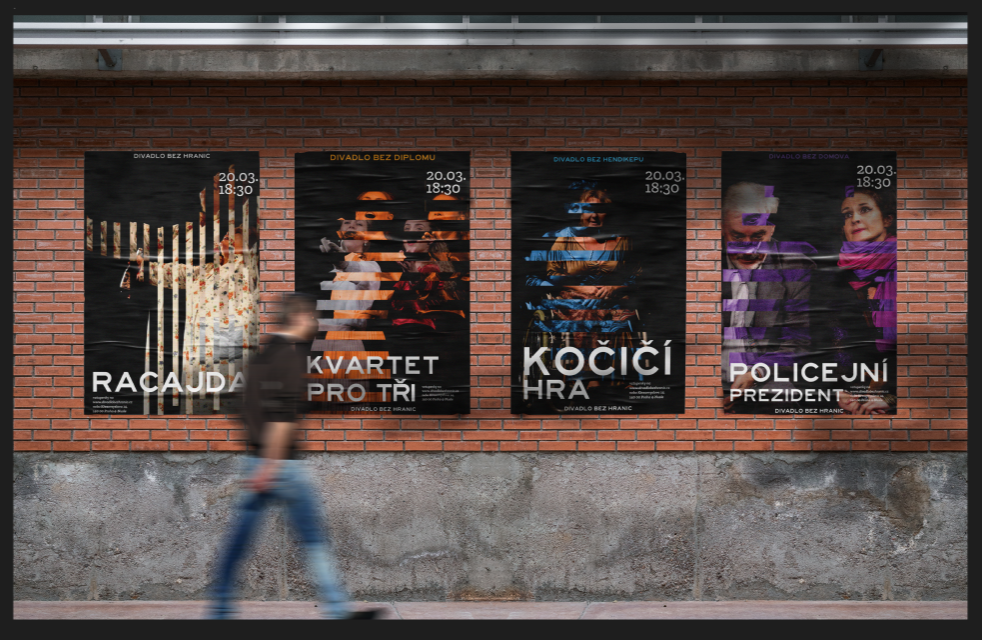 DIVADLO BEZ HRANIC
20.03.
18:30
RACAJDA
DIVADLO BEZ DIPLOMU
20.03.
18:30
KVARTET
PRO TŘI
DIVADLO BEZ HRANIC
DIVADLO BEZ HENDIKEPU
20.03.
18:30
KOČIČÍ
HRA
DIVADLO BEZ HRANIC
DIVADLO BEZ DOMOVA
20.03.
18:30
POLICEJNÍ
PREZIDENT
DIVADLO BEZ HRANIC